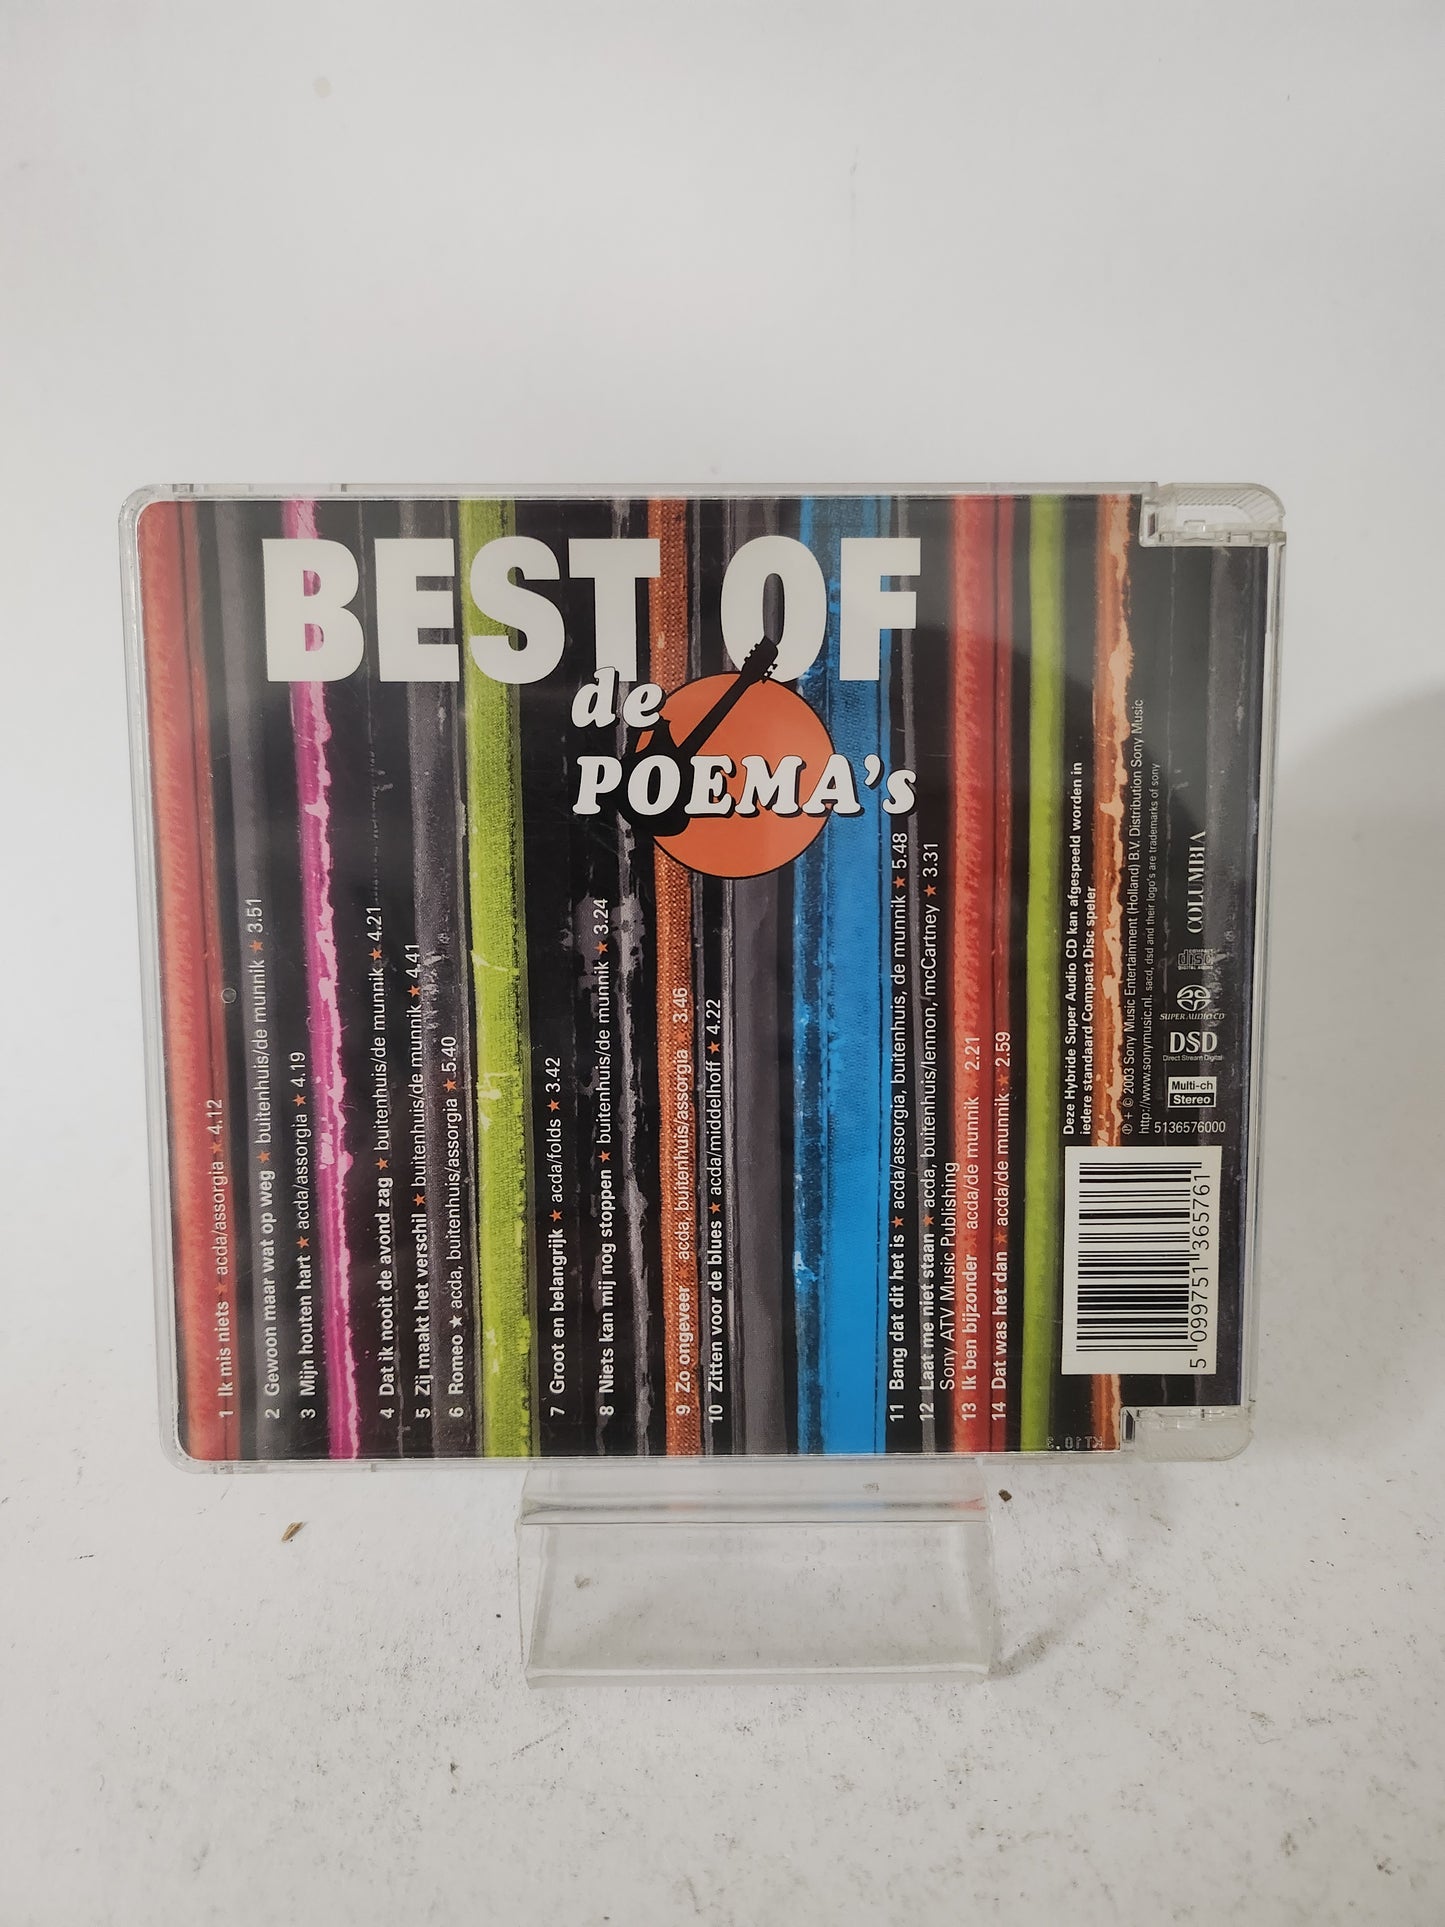 BEST OF
de
POEMA's
1 Ik mis niets ★ acda/assorgia ★ 4.12
2 Gewoon maar wat op weg ★ buitenhuis/de munnik ★ 3.51
3 Mijn houten hart ★ acda/assorgia ★ 4.19
4 Dat ik nooit de avond zag ★ buitenhuis/de munnik ★ 4.21
5 Zij maakt het verschil ★ buitenhuis/de munnik ★ 4.41
6 Romeo ★ acda, buitenhuis/assorgia ★ 5.40
7 Groot en belangrijk ★ acda/folds ★ 3.42
8 Niets kan mij nog stoppen ★ buitenhuis/de munnik ★ 3.24
9 Zo ongeveer ★ acda, buitenhuis/assorgia ★ 3.46
10 Zitten voor de blues ★ acda/middelhoff ★ 4.22
11 Bang dat dit het is ★ acda/assorgia, buitenhuis, de munnik ★ 5.48
12 Laat me niet staan ★ acda, buitenhuis/lennon, mcCartney ★ 3.31
Sony ATV Music Publishing
13 Ik ben bijzonder ★ acda/de munnik ★ 2.21
14 Dat was het dan ★ acda/de munnik ★ 2.59
Deze Hybride Super Audio CD kan afgespeeld worden in
iedere standaard Compact Disc speler
℗ + © 2003 Sony Music Entertainment (Holland) B.V. Distribution Sony Music
http://www.sonymusic.nl. sacd, dsd and their logo's are trademarks of sony
5136576000
Multi-ch
Stereo
DSD
Direct Stream Digital
SUPER AUDIO CD
COMPACT
disc
DIGITAL AUDIO
COLUMBIA
5 099751 365761